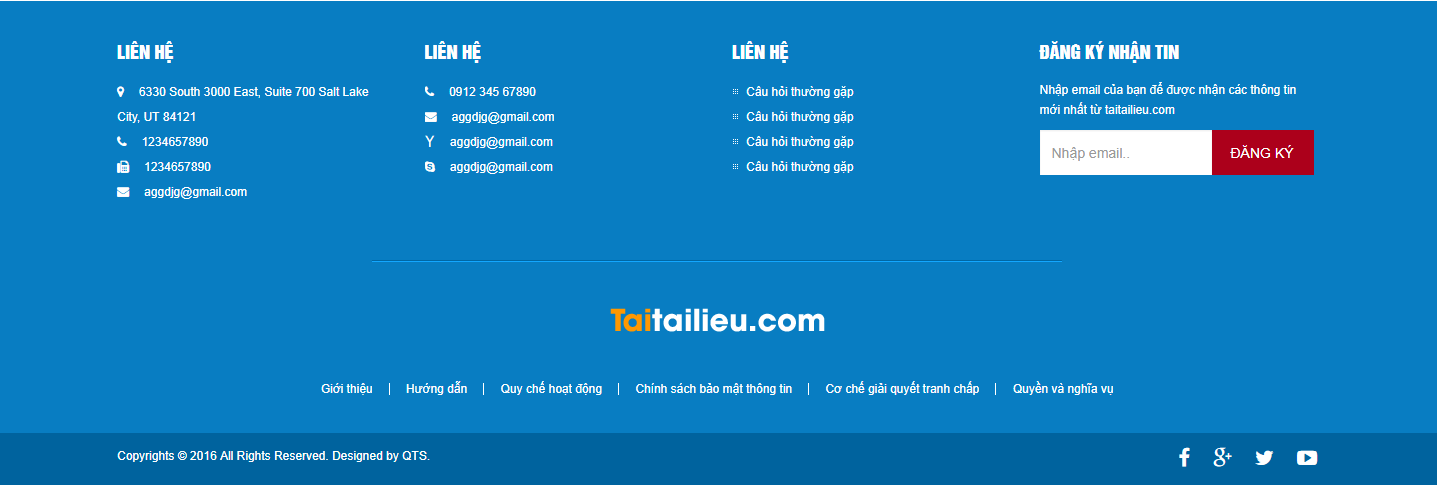 LIÊN HỆ
6330 South 3000 East, Suite 700 Salt Lake
City, UT 84121
1234657890
1234657890
aggdjg@gmail.com
LIÊN HỆ
0912 345 67890
aggdjg@gmail.com
aggdjg@gmail.com
aggdjg@gmail.com
LIÊN HỆ
Câu hỏi thường gặp
Câu hỏi thường gặp
Câu hỏi thường gặp
Câu hỏi thường gặp
ĐĂNG KÝ NHẬN TIN
Nhập email của bạn để được nhận các thông tin
mới nhất từ taitailieu.com
Nhập email.. ĐĂNG KÝ
Taitailieu.com
Giới thiệu | Hướng dẫn | Quy chế hoạt động | Chính sách bảo mật thông tin | Cơ chế giải quyết tranh chấp | Quyền và nghĩa vụ
Copyrights © 2016 All Rights Reserved. Designed by QTS.